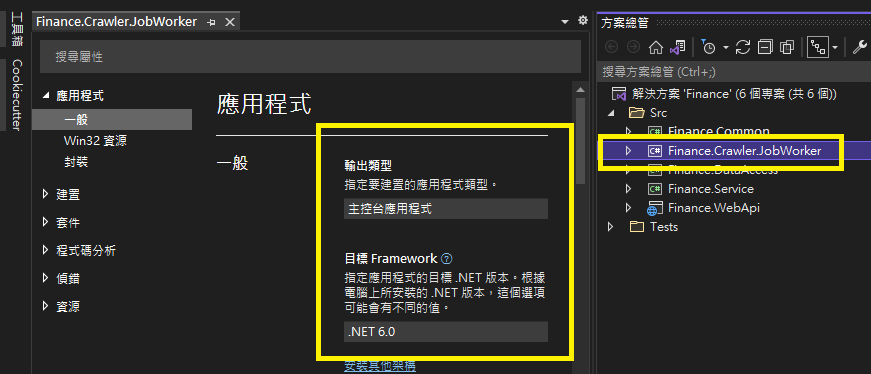 工具箱
Cookiecutter
Finance.Crawler.JobWorker
搜尋屬性
應用程式
一般
Win32 資源
封裝
建置
套件
程式碼分析
偵錯
資源
應用程式
一般
輸出類型
指定要建置的應用程式類型。
主控台應用程式
目標 Framework
指定應用程式的目標 .NET 版本。根據
電腦上所安裝的 .NET 版本，這個選項
可能會有不同的值。
.NET 6.0
安裝其他架構
方案總管
搜尋方案總管 (Ctrl+;)
解決方案 'Finance' (6 個專案 (共 6 個))
Src
Finance.Common
Finance.Crawler.JobWorker
Finance.DataAccess
Finance.Service
Finance.WebApi
Tests